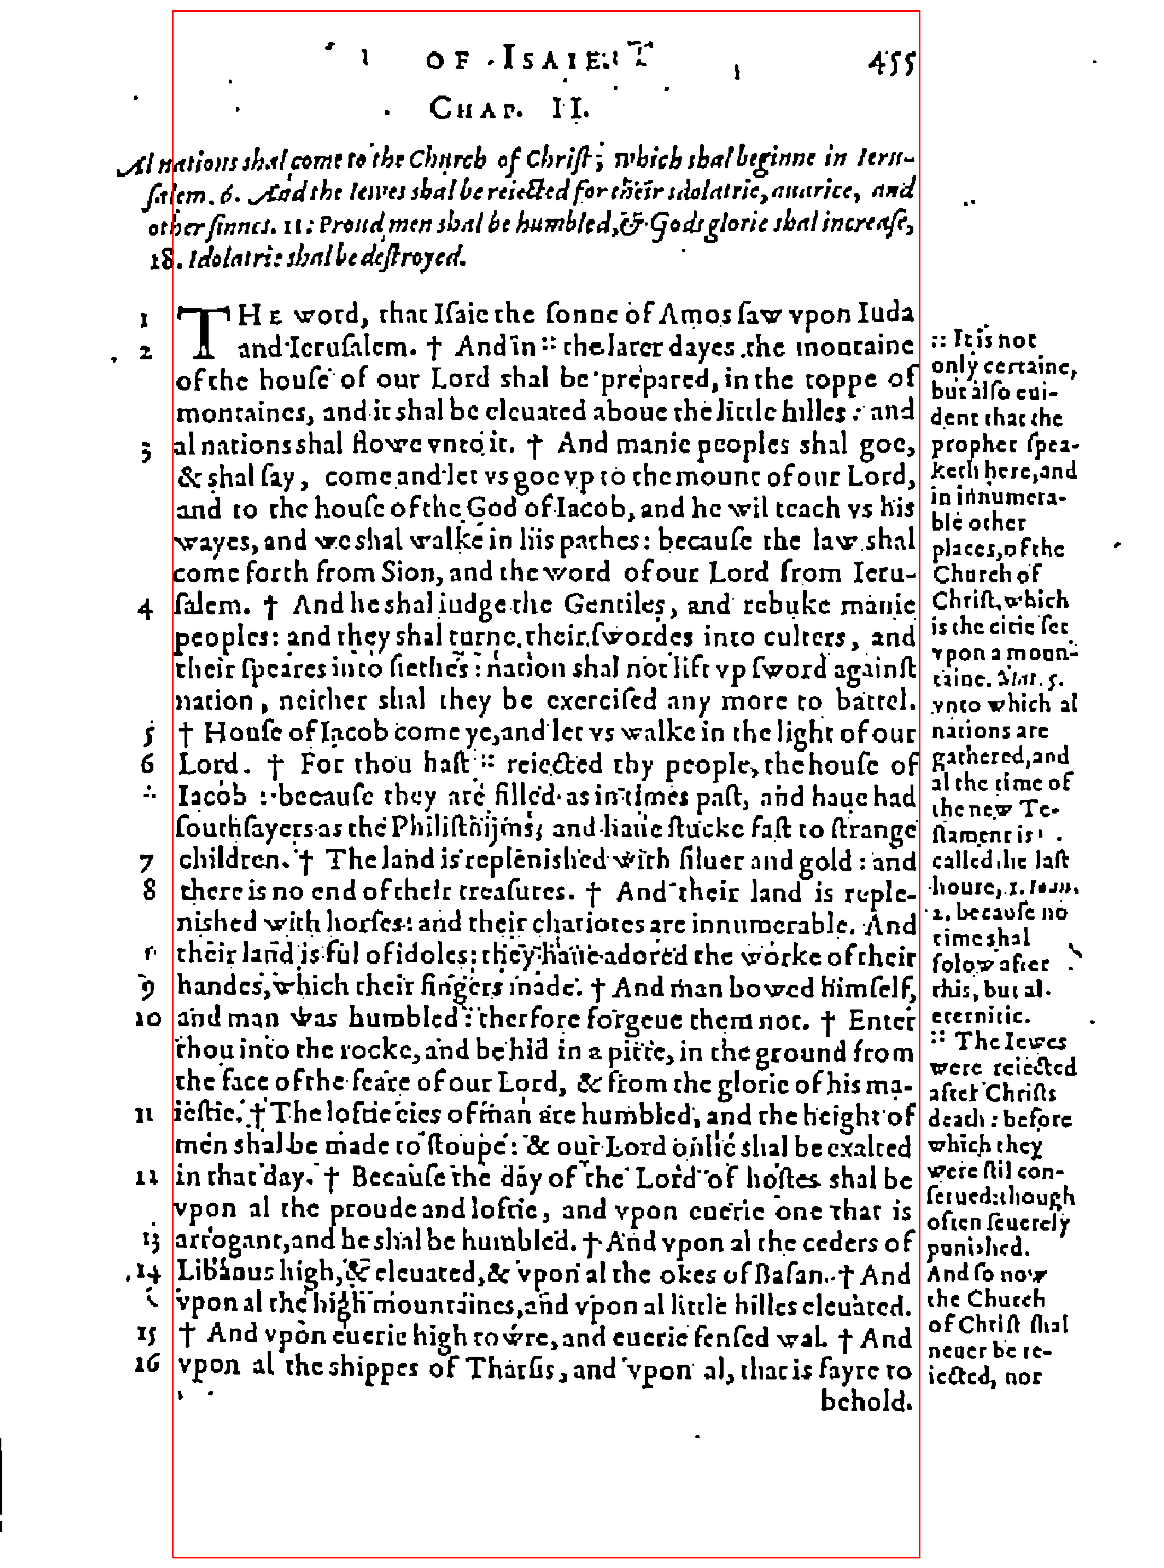 OF ISAIE. 455
CHAP. II.
Al nations shal come to the Church of Christ; which shal beginne in Ieru-
salem. 6. And the Iewes shal be reiected for their idolatrie, auarice, and
other sinnes. 11: Proud men shal be humbled, & Gods glorie shal increase,
18. Idolatrie shal be destroyed.
1 THE word, that Isaie the sonne of Amos saw vpon Iuda
2 and Ierusalem. † And in :: the later dayes the montaine
of the house of our Lord shal be prepared, in the toppe of
montaines, and it shal be eleuated aboue the little hilles: and
3 al nations shal flowe vnto it. † And manie peoples shal goe,
& shal say, come and let vs goe vp to the mount of our Lord,
and to the house of the God of Iacob, and he wil teach vs his
wayes, and we shal walke in his pathes: because the law shal
come forth from Sion, and the word of our Lord from Ieru-
4 salem. † And he shal iudge the Gentiles, and rebuke manie
peoples: and they shal turne their swordes into culters, and
their speares into siethes: nation shal not lift vp sword against
nation, neither shal they be exercised any more to battel.
5 † House of Iacob come ye, and let vs walke in the light of our
6 Lord. † For thou hast :: reiected thy people, the house of
Iacob: because they are filled as in times past, and haue had
southsayers as the Philisthijms, and haue stucke fast to strange
7 children. † The land is replenished with siluer and gold: and
8 there is no end of their treasures. † And their land is reple-
nished with horses: and their chariotes are innumerable. And
their land is ful of idoles: they haue adored the worke of their
9 handes, which their fingers made. † And man bowed himself,
10 and man was humbled: therfore forgeue them not. † Enter
thou into the rocke, and be hid in a pitte, in the ground from
the face of the feare of our Lord, & from the glorie of his ma-
11 iestie. † The loftie eies of man are humbled, and the height of
men shal be made to stoupe: & our Lord onlie shal be exalted
12 in that day. † Because the day of the Lord of hostes shal be
vpon al the proude and loftie, and vpon euerie one that is
13 arrogant, and he shal be humbled. † And vpon al the ceders of
14 Libanus high, & eleuated, & vpon al the okes of Basan. † And
vpon al the high mountaines, and vpon al little hilles eleuated.
15 † And vpon euerie high towre, and euerie fensed wal. † And
16 vpon al the shippes of Tharsis, and vpon al, that is fayre to
behold.
:: It is not
only certaine,
but also eui-
dent that the
prophet spea-
keth here, and
in innumera-
ble other
places, of the
Church of
Christ, which
is the citie set
vpon a moun-
taine. Mat. 5.
vnto which al
nations are
gathered, and
al the time of
the new Te-
stament is
called, he last
houre, 1. Ioan.
2. because no
time shal
folow after
this, but al
eternitie.
:: The Iewes
were reiected
after Christs
death: before
which they
were stil con-
serued: though
often seuerely
punished.
And so now
the Church
of Christ shal
neuer be re-
iected, nor